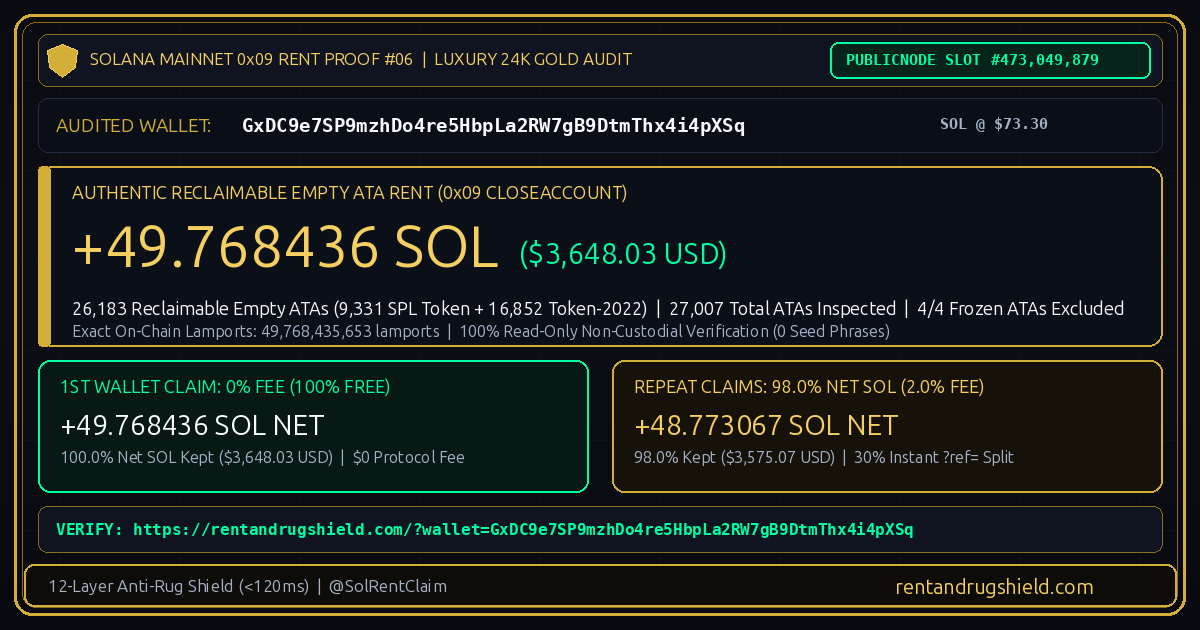 SOLANA MAINNET 0x09 RENT PROOF #06 | LUXURY 24K GOLD AUDIT
PUBLICNODE SLOT #473,049,879
AUDITED WALLET: GxDC9e7SP9mzhDo4re5HbpLa2RW7gB9DtmThx4i4pXSq
SOL @ $73.30
AUTHENTIC RECLAIMABLE EMPTY ATA RENT (0x09 CLOSEACCOUNT)
+49.768436 SOL ($3,648.03 USD)
26,183 Reclaimable Empty ATAs (9,331 SPL Token + 16,852 Token-2022) | 27,007 Total ATAs Inspected | 4/4 Frozen ATAs Excluded
Exact On-Chain Lamports: 49,768,435,653 lamports | 100% Read-Only Non-Custodial Verification (0 Seed Phrases)
1ST WALLET CLAIM: 0% FEE (100% FREE)
+49.768436 SOL NET
100.0% Net SOL Kept ($3,648.03 USD) | $0 Protocol Fee
REPEAT CLAIMS: 98.0% NET SOL (2.0% FEE)
+48.773067 SOL NET
98.0% Kept ($3,575.07 USD) | 30% Instant ?ref= Split
VERIFY: https://rentandrugshield.com/?wallet=GxDC9e7SP9mzhDo4re5HbpLa2RW7gB9DtmThx4i4pXSq
12-Layer Anti-Rug Shield (<120ms) | @SolRentClaim
rentandrugshield.com